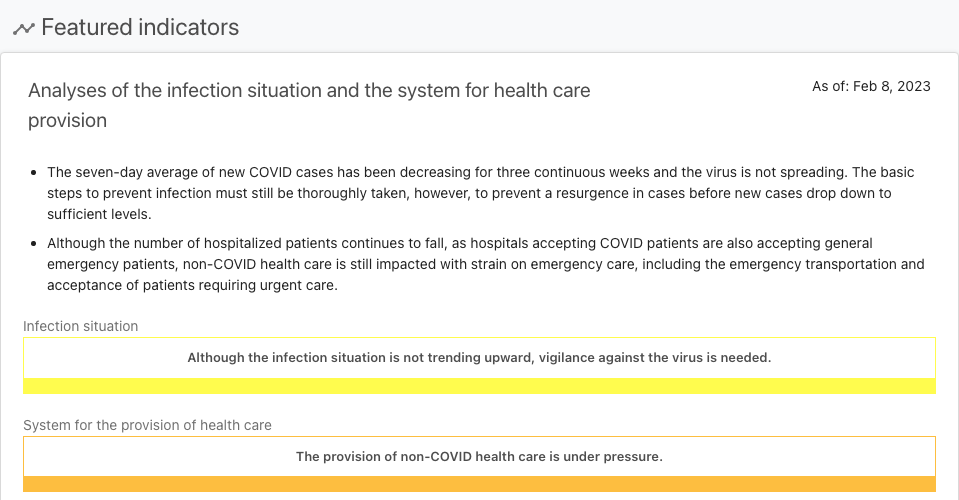 Featured indicators
Analyses of the infection situation and the system for health care
provision
As of: Feb 8, 2023
The seven-day average of new COVID cases has been decreasing for three continuous weeks and the virus is not spreading. The basic
steps to prevent infection must still be thoroughly taken, however, to prevent a resurgence in cases before new cases drop down to
sufficient levels.
Although the number of hospitalized patients continues to fall, as hospitals accepting COVID patients are also accepting general
emergency patients, non-COVID health care is still impacted with strain on emergency care, including the emergency transportation and
acceptance of patients requiring urgent care.
Infection situation
Although the infection situation is not trending upward, vigilance against the virus is needed.
System for the provision of health care
The provision of non-COVID health care is under pressure.